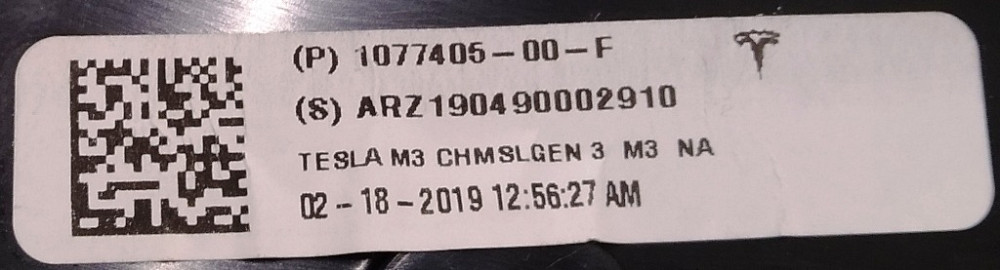 (P) 1077405-00-F
(S) ARZ190490002910
TESLA M3 CHMSLGEN 3 M3 NA
02-18-2019 12:56:27 AM